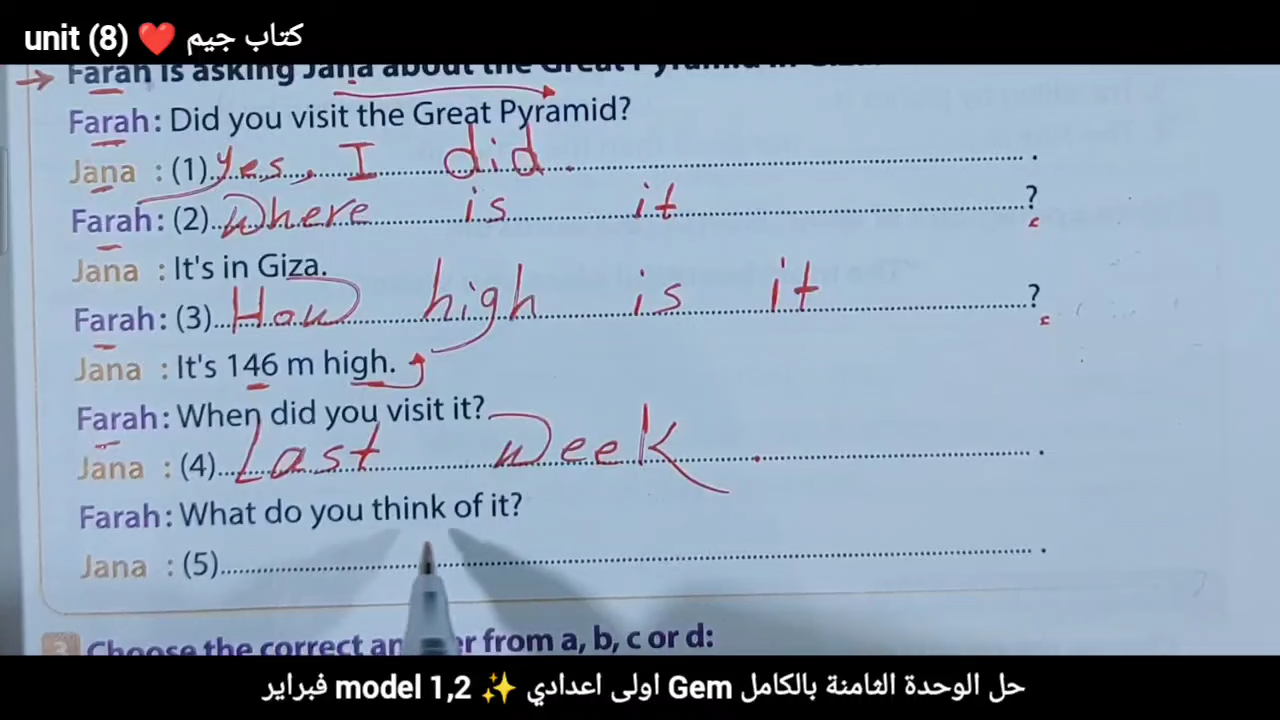 unit (8) ❤️ كتاب جيم
Farah is asking Jana about the Great Pyramid in Giza.
Farah: Did you visit the Great Pyramid?
Jana : (1) Yes, I did. .
Farah: (2) Where is it ?
Jana : It's in Giza.
Farah: (3) How high is it ?
Jana : It's 146 m high.
Farah: When did you visit it?
Jana : (4) Last week. .
Farah: What do you think of it?
Jana : (5) .
3 Choose the correct an er from a, b, c or d:
حل الوحدة الثامنة بالكامل Gem اولى اعدادي ✨ model 1,2 فبراير